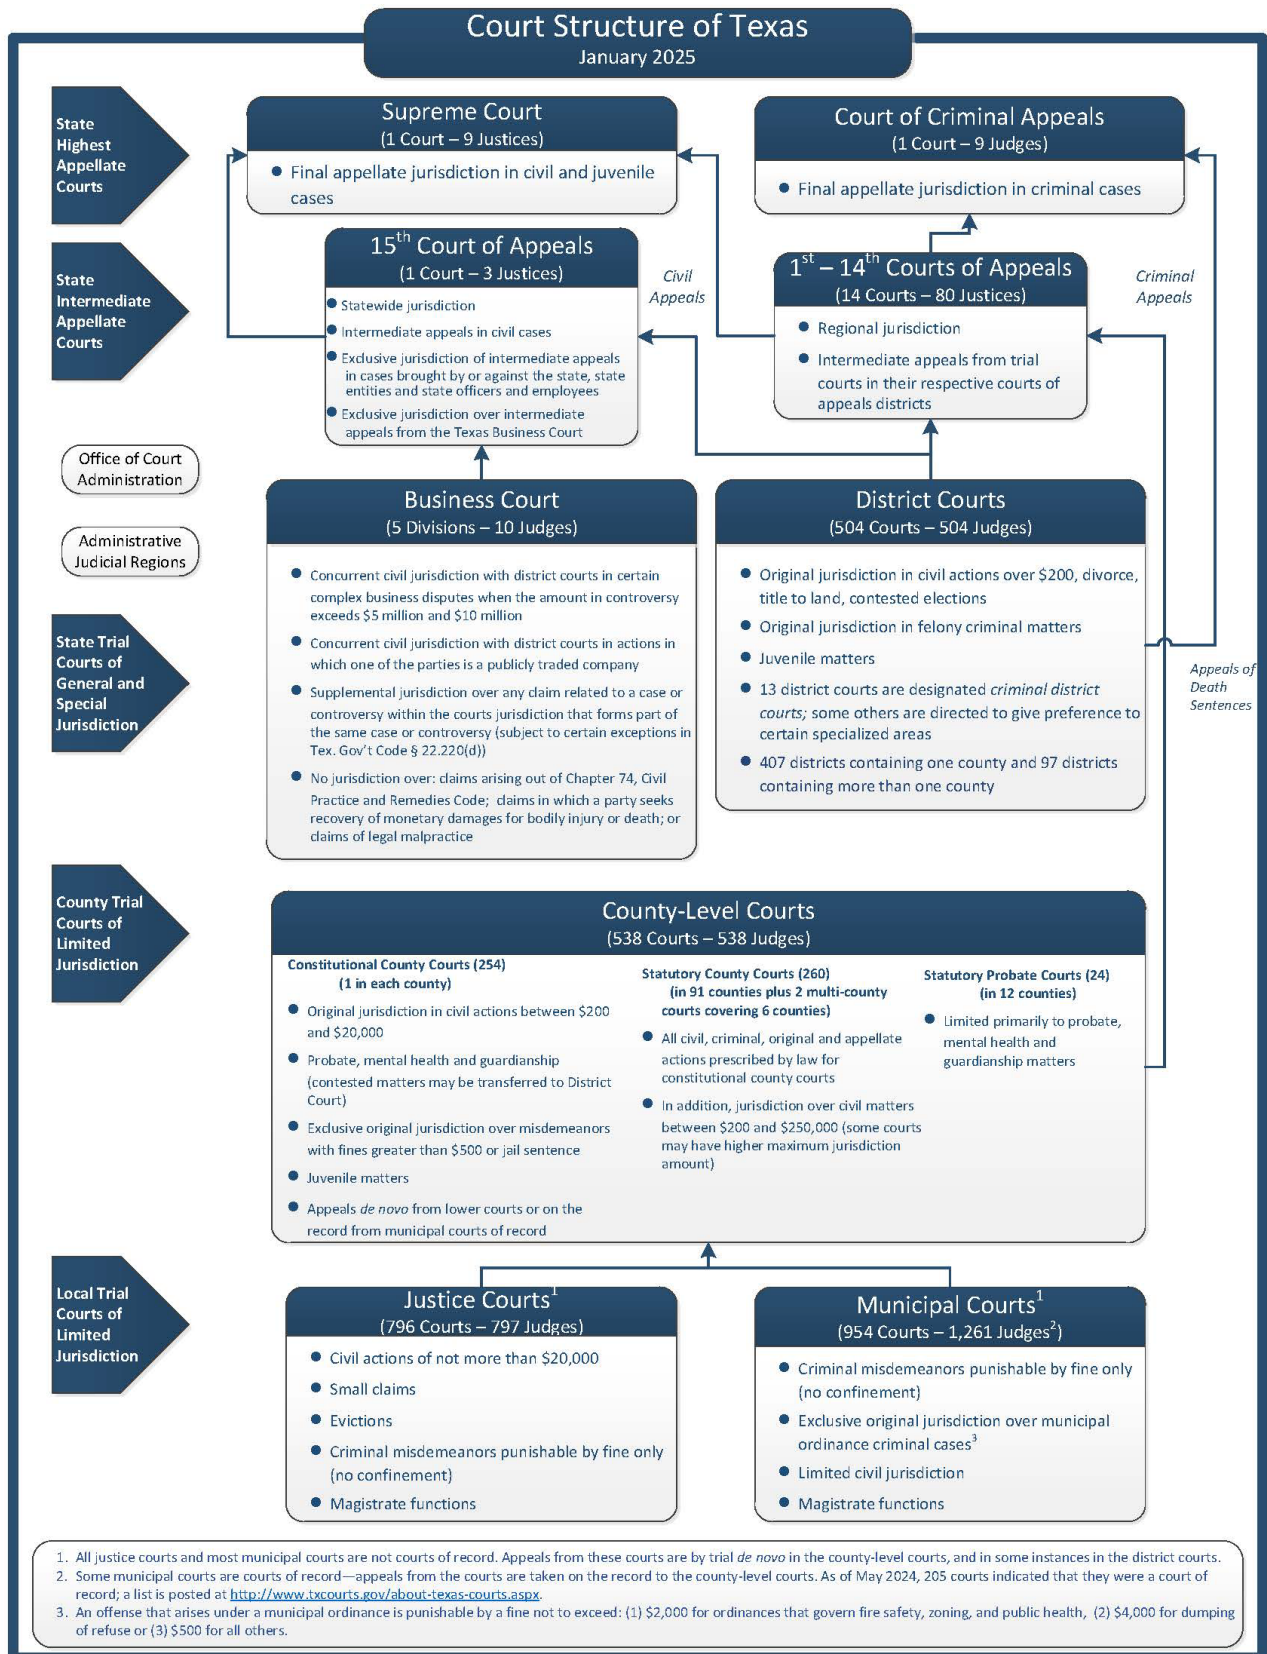 Court Structure of Texas
January 2025
State
Highest
Appellate
Courts
Supreme Court
(1 Court – 9 Justices)
● Final appellate jurisdiction in civil and juvenile
cases
Court of Criminal Appeals
(1 Court – 9 Judges)
● Final appellate jurisdiction in criminal cases
State
Intermediate
Appellate
Courts
15th Court of Appeals
(1 Court – 3 Justices)
● Statewide jurisdiction
● Intermediate appeals in civil cases
● Exclusive jurisdiction of intermediate appeals
in cases brought by or against the state, state
entities and state officers and employees
● Exclusive jurisdiction over intermediate
appeals from the Texas Business Court
Civil
Appeals
1st – 14th Courts of Appeals
(14 Courts – 80 Justices)
● Regional jurisdiction
● Intermediate appeals from trial
courts in their respective courts of
appeals districts
Criminal
Appeals
Office of Court
Administration
Administrative
Judicial Regions
State Trial
Courts of
General and
Special
Jurisdiction
Business Court
(5 Divisions – 10 Judges)
● Concurrent civil jurisdiction with district courts in certain
complex business disputes when the amount in controversy
exceeds $5 million and $10 million
● Concurrent civil jurisdiction with district courts in actions in
which one of the parties is a publicly traded company
● Supplemental jurisdiction over any claim related to a case or
controversy within the courts jurisdiction that forms part of
the same case or controversy (subject to certain exceptions in
Tex. Gov't Code § 22.220(d))
● No jurisdiction over: claims arising out of Chapter 74, Civil
Practice and Remedies Code; claims in which a party seeks
recovery of monetary damages for bodily injury or death; or
claims of legal malpractice
District Courts
(504 Courts – 504 Judges)
● Original jurisdiction in civil actions over $200, divorce,
title to land, contested elections
● Original jurisdiction in felony criminal matters
● Juvenile matters
● 13 district courts are designated criminal district
courts; some others are directed to give preference to
certain specialized areas
● 407 districts containing one county and 97 districts
containing more than one county
Appeals of
Death
Sentences
County Trial
Courts of
Limited
Jurisdiction
County-Level Courts
(538 Courts – 538 Judges)
Constitutional County Courts (254)
(1 in each county)
● Original jurisdiction in civil actions between $200
and $20,000
● Probate, mental health and guardianship
(contested matters may be transferred to District
Court)
● Exclusive original jurisdiction over misdemeanors
with fines greater than $500 or jail sentence
● Juvenile matters
● Appeals de novo from lower courts or on the
record from municipal courts of record
Statutory County Courts (260)
(in 91 counties plus 2 multi-county
courts covering 6 counties)
● All civil, criminal, original and appellate
actions prescribed by law for
constitutional county courts
● In addition, jurisdiction over civil matters
between $200 and $250,000 (some courts
may have higher maximum jurisdiction
amount)
Statutory Probate Courts (24)
(in 12 counties)
● Limited primarily to probate,
mental health and
guardianship matters
Local Trial
Courts of
Limited
Jurisdiction
Justice Courts1
(796 Courts – 797 Judges)
● Civil actions of not more than $20,000
● Small claims
● Evictions
● Criminal misdemeanors punishable by fine only
(no confinement)
● Magistrate functions
Municipal Courts1
(954 Courts – 1,261 Judges2)
● Criminal misdemeanors punishable by fine only
(no confinement)
● Exclusive original jurisdiction over municipal
ordinance criminal cases3
● Limited civil jurisdiction
● Magistrate functions
1. All justice courts and most municipal courts are not courts of record. Appeals from these courts are by trial de novo in the county-level courts, and in some instances in the district courts.
2. Some municipal courts are courts of record—appeals from the courts are taken on the record to the county-level courts. As of May 2024, 205 courts indicated that they were a court of
record; a list is posted at http://www.txcourts.gov/about-texas-courts.aspx.
3. An offense that arises under a municipal ordinance is punishable by a fine not to exceed: (1) $2,000 for ordinances that govern fire safety, zoning, and public health, (2) $4,000 for dumping
of refuse or (3) $500 for all others.